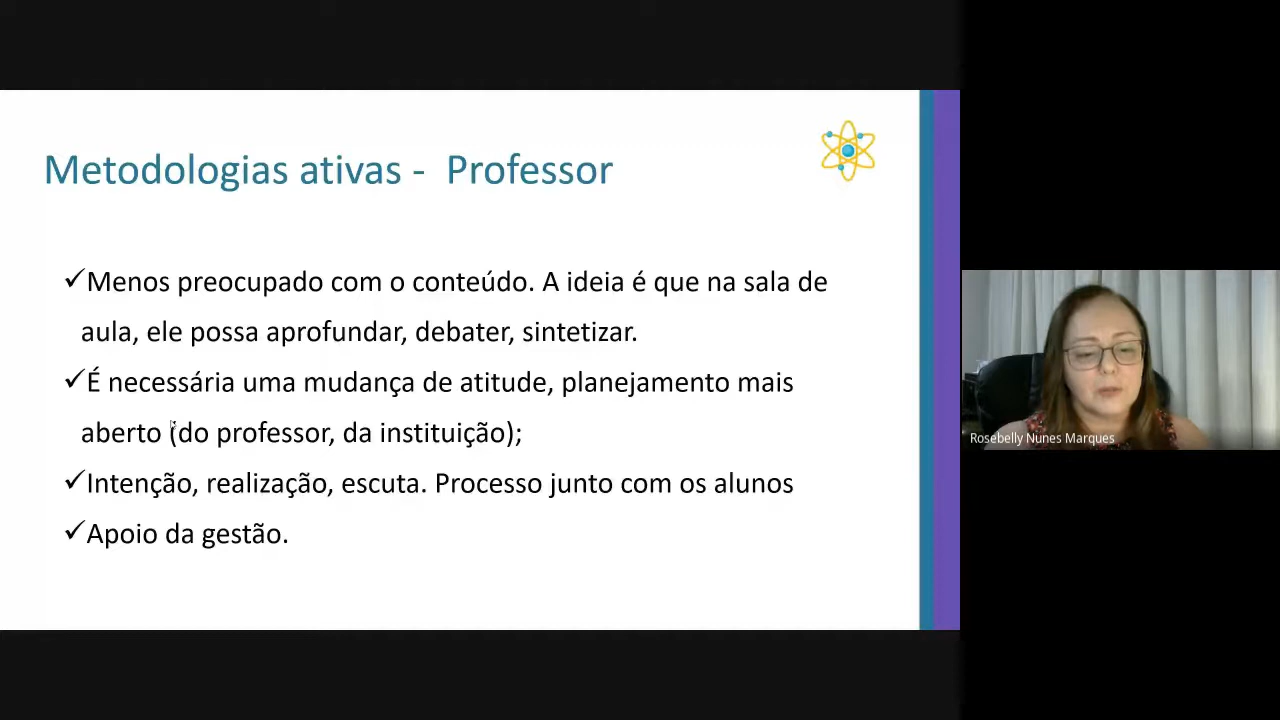 Metodologias ativas - Professor
✓Menos preocupado com o conteúdo. A ideia é que na sala de
aula, ele possa aprofundar, debater, sintetizar.
✓É necessária uma mudança de atitude, planejamento mais
aberto (do professor, da instituição);
✓Intenção, realização, escuta. Processo junto com os alunos
✓Apoio da gestão.
Rosebelly Nunes Marques